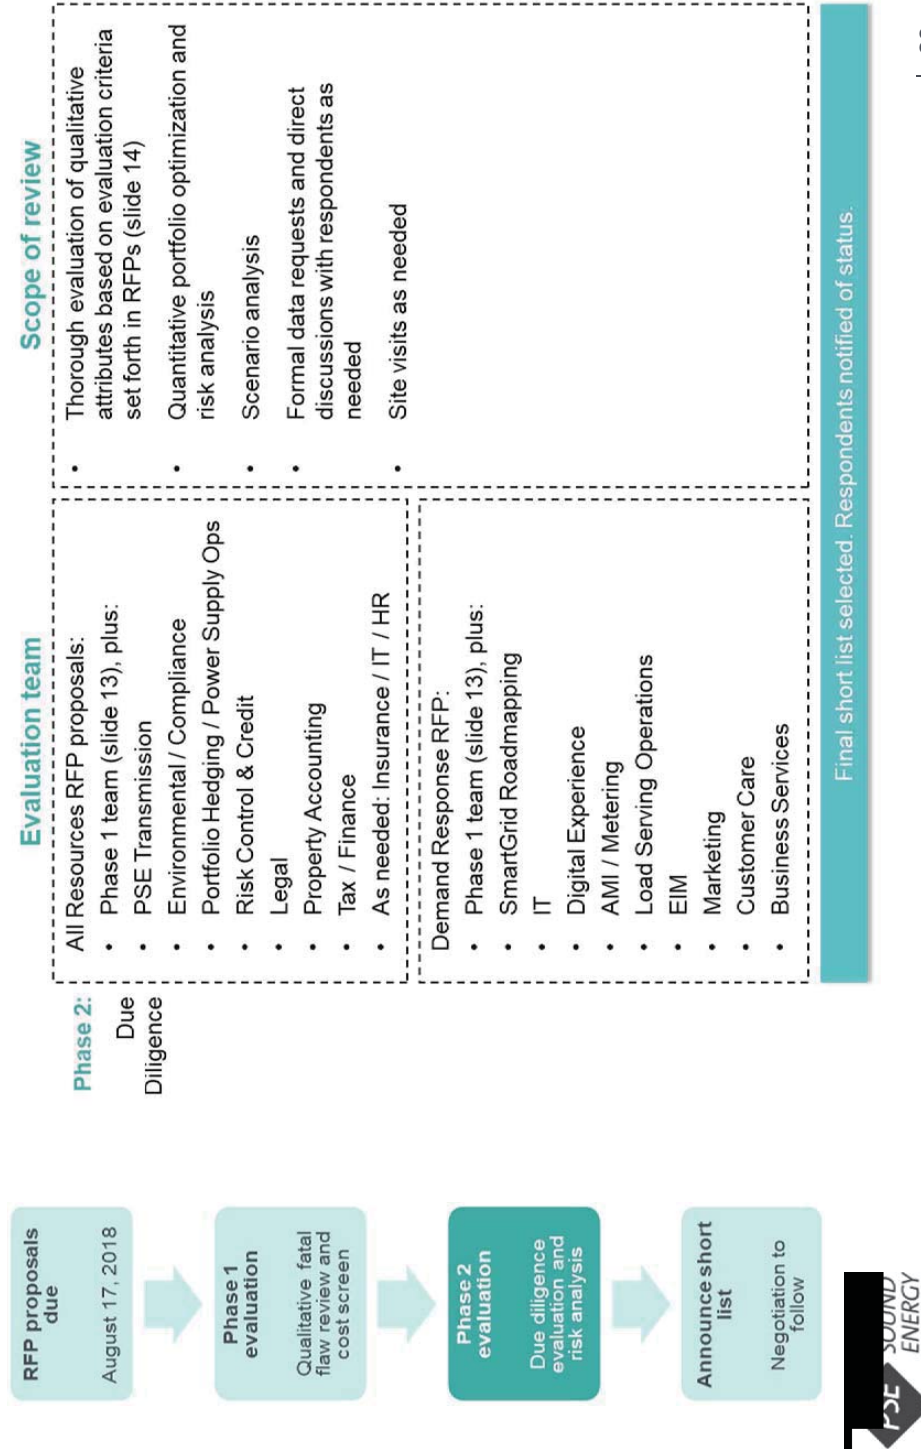 RFP proposals
due
August 17, 2018
Phase 1
evaluation
Qualitative fatal
flaw review and
cost screen
Phase 2
evaluation
Due diligence
evaluation and
risk analysis
Announce short
list
Negotiation to
follow
Phase 2:
Due
Diligence
Evaluation team
All Resources RFP proposals:
• Phase 1 team (slide 13), plus:
• PSE Transmission
• Environmental / Compliance
• Portfolio Hedging / Power Supply Ops
• Risk Control & Credit
• Legal
• Property Accounting
• Tax / Finance
• As needed: Insurance / IT / HR
Demand Response RFP:
• Phase 1 team (slide 13), plus:
• SmartGrid Roadmapping
• IT
• Digital Experience
• AMI / Metering
• Load Serving Operations
• EIM
• Marketing
• Customer Care
• Business Services
Scope of review
• Thorough evaluation of qualitative
attributes based on evaluation criteria
set forth in RFPs (slide 14)
• Quantitative portfolio optimization and
risk analysis
• Scenario analysis
• Formal data requests and direct
discussions with respondents as
needed
• Site visits as needed
Final short list selected. Respondents notified of status.
PSE
SOUND
ENERGY